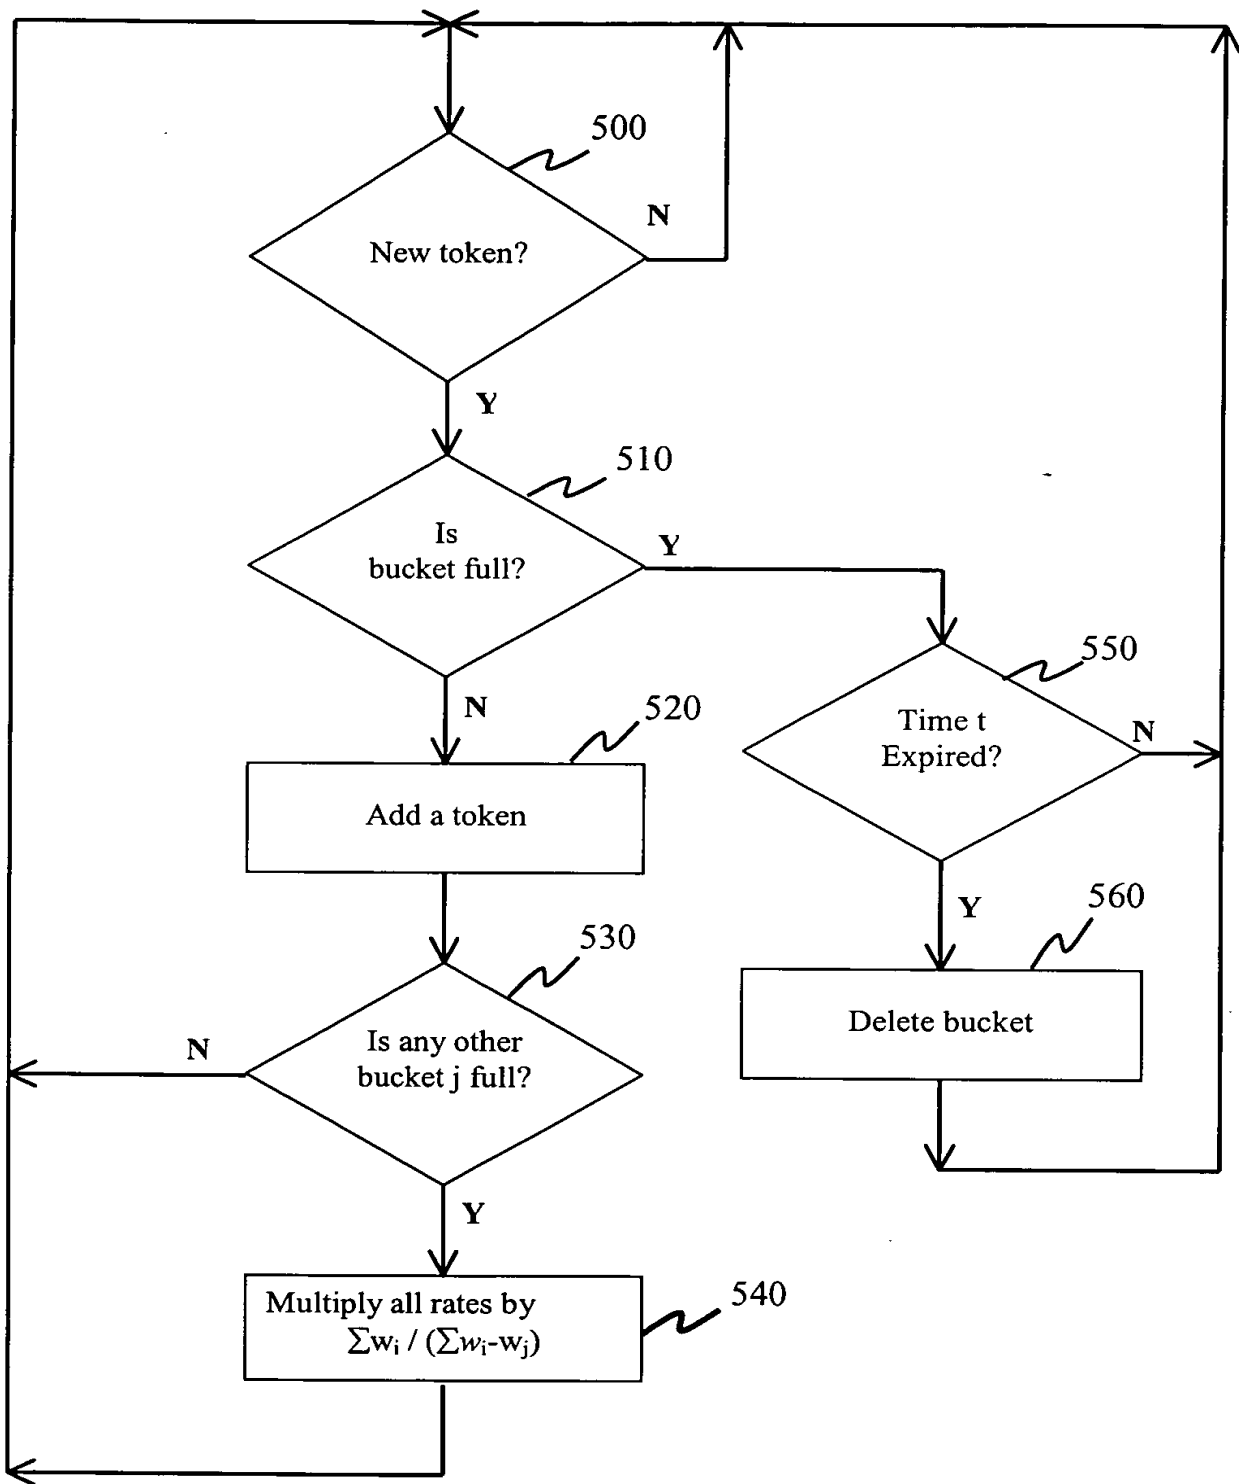 500
N
New token?
Y
510
Is
bucket full?
Y
550
N
520
Time t
Expired?
N
Add a token
Y
560
530
Delete bucket
N
Is any other
bucket j full?
Y
540
Multiply all rates by
∑wᵢ / (∑wᵢ-wⱼ)